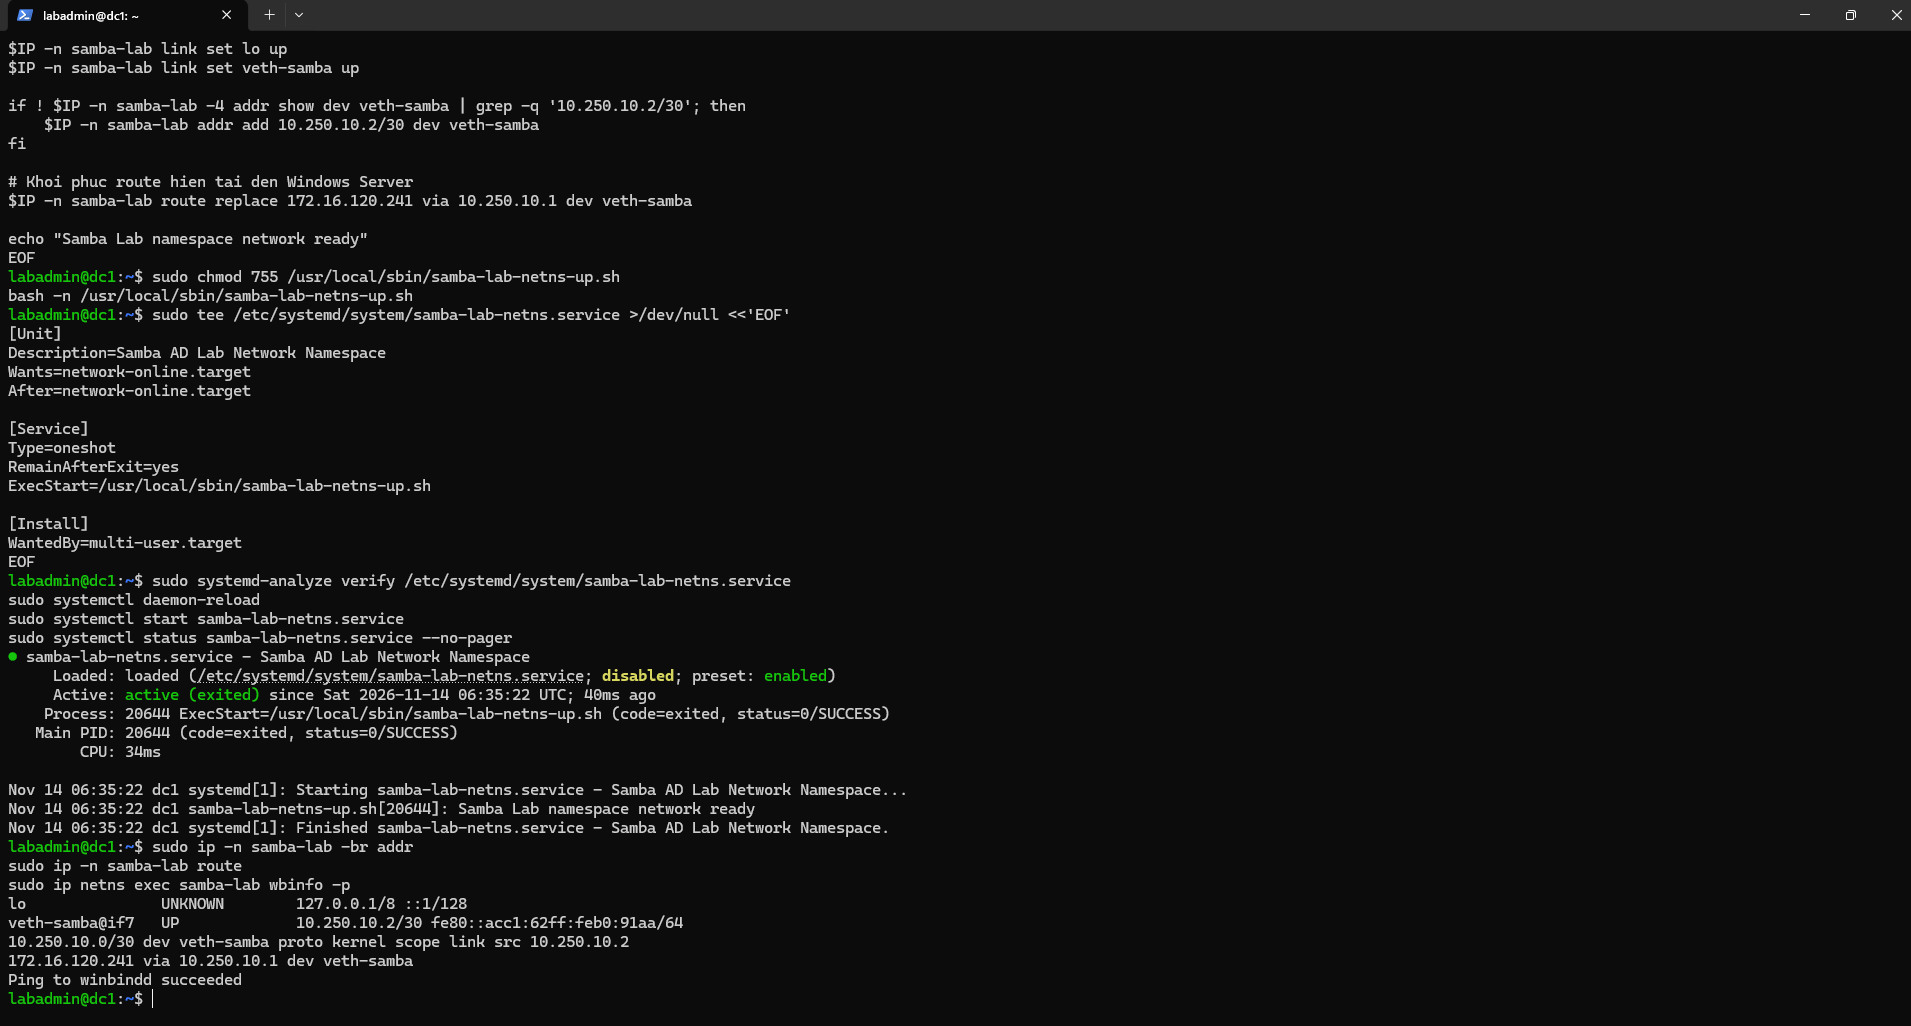 labadmin@dc1: ~
$IP -n samba-lab link set lo up
$IP -n samba-lab link set veth-samba up
if ! $IP -n samba-lab -4 addr show dev veth-samba | grep -q '10.250.10.2/30'; then
    $IP -n samba-lab addr add 10.250.10.2/30 dev veth-samba
fi
# Khoi phuc route hien tai den Windows Server
$IP -n samba-lab route replace 172.16.120.241 via 10.250.10.1 dev veth-samba
echo "Samba Lab namespace network ready"
EOF
labadmin@dc1:~$ sudo chmod 755 /usr/local/sbin/samba-lab-netns-up.sh
bash -n /usr/local/sbin/samba-lab-netns-up.sh
labadmin@dc1:~$ sudo tee /etc/systemd/system/samba-lab-netns.service >/dev/null <<'EOF'
[Unit]
Description=Samba AD Lab Network Namespace
Wants=network-online.target
After=network-online.target
[Service]
Type=oneshot
RemainAfterExit=yes
ExecStart=/usr/local/sbin/samba-lab-netns-up.sh
[Install]
WantedBy=multi-user.target
EOF
labadmin@dc1:~$ sudo systemd-analyze verify /etc/systemd/system/samba-lab-netns.service
sudo systemctl daemon-reload
sudo systemctl start samba-lab-netns.service
sudo systemctl status samba-lab-netns.service --no-pager
● samba-lab-netns.service - Samba AD Lab Network Namespace
     Loaded: loaded (/etc/systemd/system/samba-lab-netns.service; disabled; preset: enabled)
     Active: active (exited) since Sat 2026-11-14 06:35:22 UTC; 40ms ago
    Process: 20644 ExecStart=/usr/local/sbin/samba-lab-netns-up.sh (code=exited, status=0/SUCCESS)
   Main PID: 20644 (code=exited, status=0/SUCCESS)
        CPU: 34ms
Nov 14 06:35:22 dc1 systemd[1]: Starting samba-lab-netns.service - Samba AD Lab Network Namespace...
Nov 14 06:35:22 dc1 samba-lab-netns-up.sh[20644]: Samba Lab namespace network ready
Nov 14 06:35:22 dc1 systemd[1]: Finished samba-lab-netns.service - Samba AD Lab Network Namespace.
labadmin@dc1:~$ sudo ip -n samba-lab -br addr
sudo ip -n samba-lab route
sudo ip netns exec samba-lab wbinfo -p
lo               UNKNOWN        127.0.0.1/8 ::1/128
veth-samba@if7   UP             10.250.10.2/30 fe80::acc1:62ff:feb0:91aa/64
10.250.10.0/30 dev veth-samba proto kernel scope link src 10.250.10.2
172.16.120.241 via 10.250.10.1 dev veth-samba
Ping to winbindd succeeded
labadmin@dc1:~$